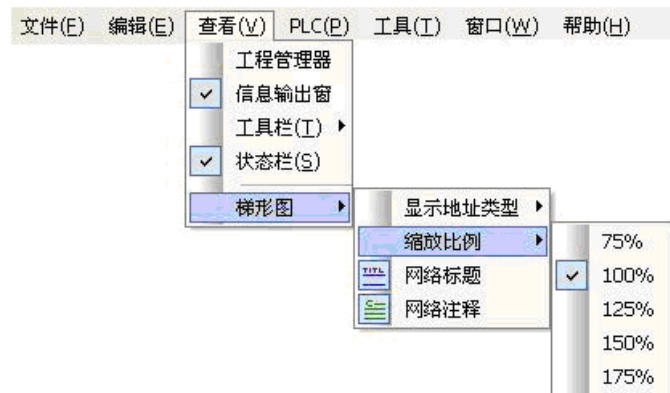 文件(F) 编辑(E) 查看(V) PLC(P) 工具(T) 窗口(W) 帮助(H)
工程管理器
信息输出窗
工具栏(T)
状态栏(S)
梯形图
显示地址类型
缩放比例
网络标题
网络注释
75%
100%
125%
150%
175%